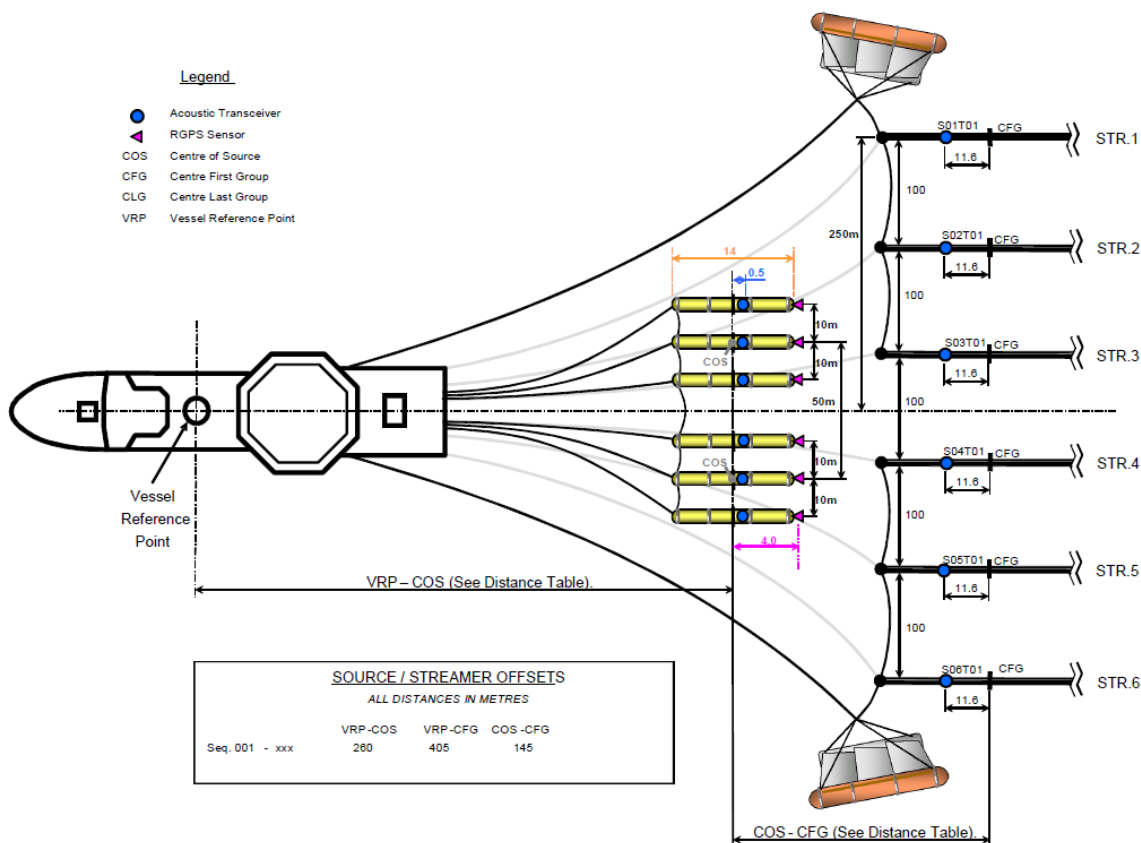 Legend
Acoustic Transceiver
RGPS Sensor
COS Centre of Source
CFG Centre First Group
CLG Centre Last Group
VRP Vessel Reference Point
S01T01 CFG
STR.1
11.6
100
250m
S02T01 CFG
STR.2
11.6
14
0.5
100
10m
COS
10m
S03T01 CFG
STR.3
11.6
50m
100
COS
10m
10m
S04T01 CFG
STR.4
11.6
4.0
100
Vessel
Reference
Point
S05T01 CFG
STR.5
11.6
VRP – COS (See Distance Table).
100
S06T01 CFG
STR.6
11.6
SOURCE / STREAMER OFFSETS
ALL DISTANCES IN METRES
VRP-COS VRP-CFG COS -CFG
Seq. 001 - xxx 260 405 145
COS - CFG (See Distance Table).